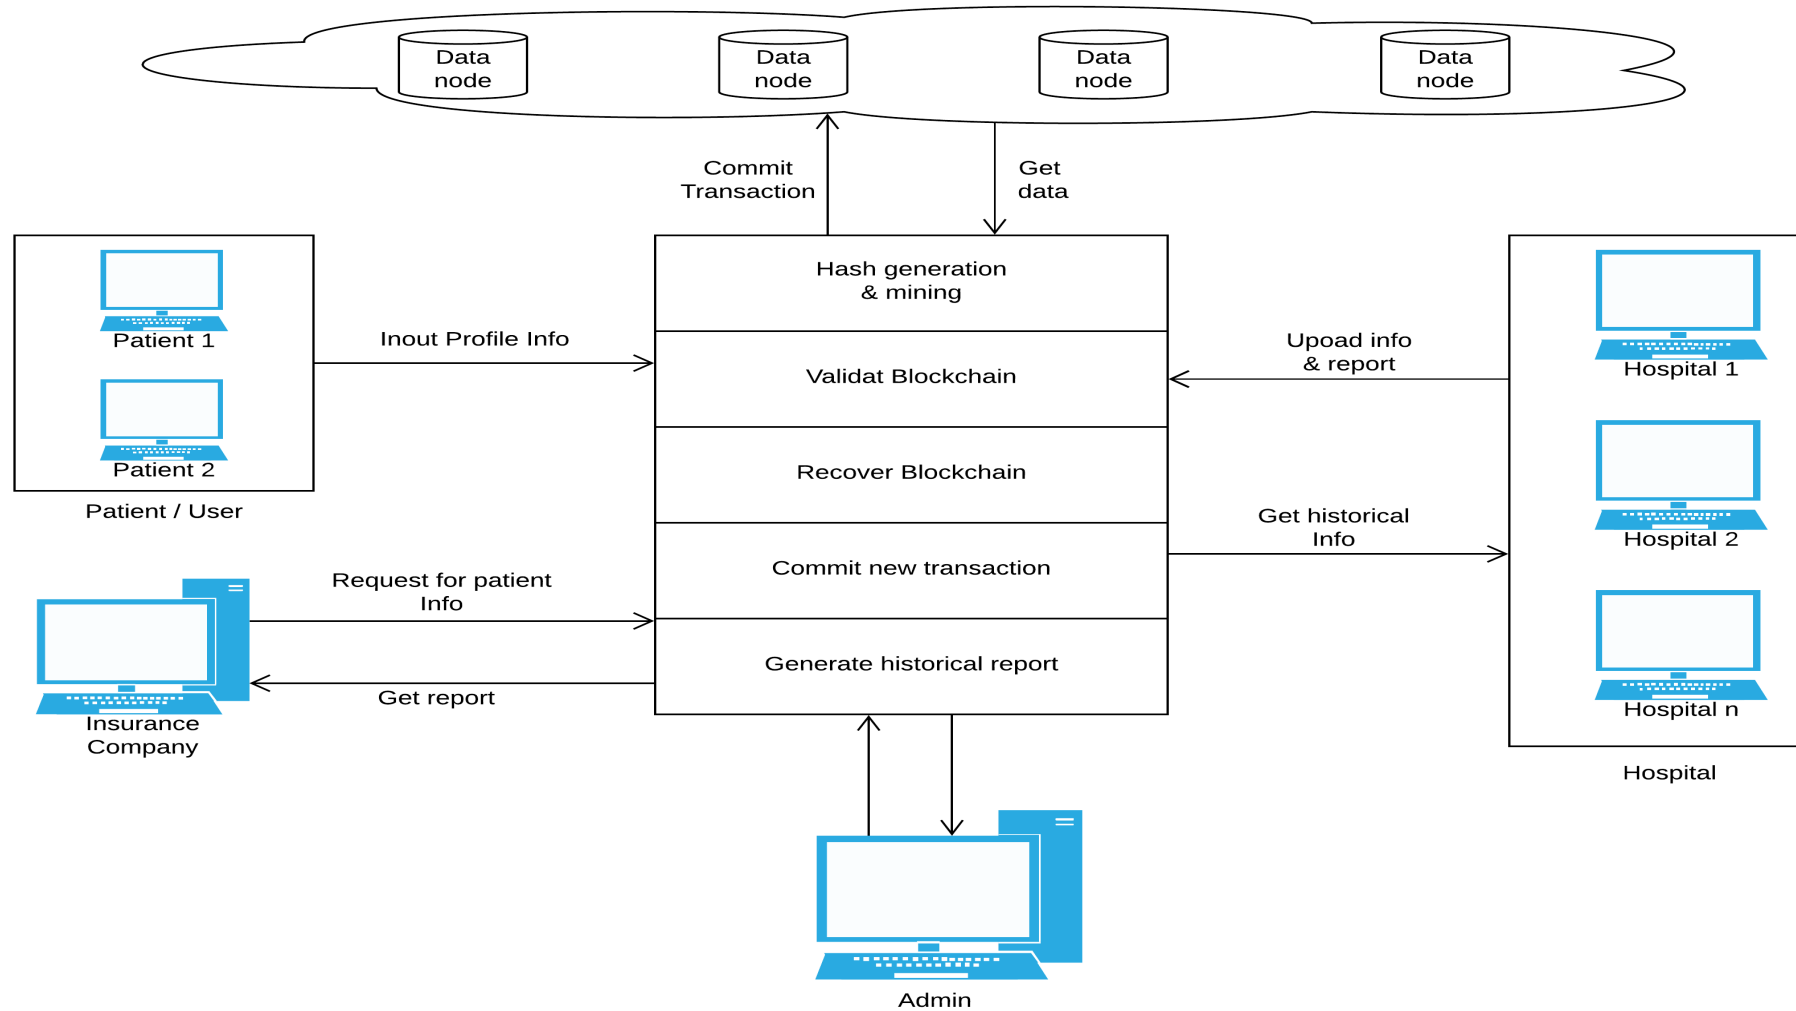 Data
node
Data
node
Data
node
Data
node
Commit
Transaction
Get
data
Patient 1
Patient 2
Patient / User
Inout Profile Info
Hash generation
& mining
Validat Blockchain
Recover Blockchain
Commit new transaction
Generate historical report
Upoad info
& report
Get historical
Info
Hospital 1
Hospital 2
Hospital n
Hospital
Request for patient
Info
Get report
Insurance
Company
Admin